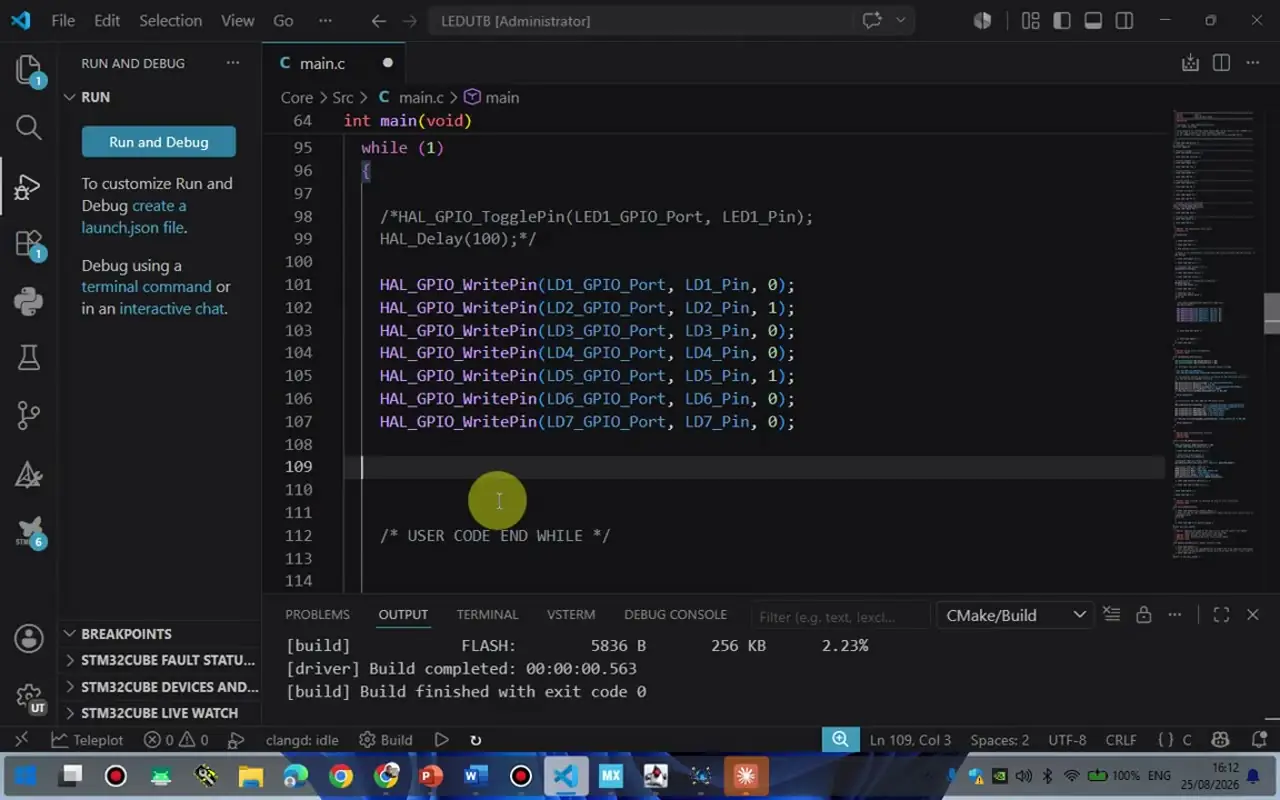 File Edit Selection View Go ··· LEDUTB [Administrator]
RUN AND DEBUG ···
RUN
Run and Debug
To customize Run and
Debug create a
launch.json file.
Debug using a
terminal command or
in an interactive chat.
BREAKPOINTS
STM32CUBE FAULT STATU...
STM32CUBE DEVICES AND...
STM32CUBE LIVE WATCH
1
1
STM
6
UT
C main.c
Core > Src > C main.c > main
64 int main(void)
95 while (1)
96 {
97
98 /*HAL_GPIO_TogglePin(LED1_GPIO_Port, LED1_Pin);
99 HAL_Delay(100);*/
100
101 HAL_GPIO_WritePin(LD1_GPIO_Port, LD1_Pin, 0);
102 HAL_GPIO_WritePin(LD2_GPIO_Port, LD2_Pin, 1);
103 HAL_GPIO_WritePin(LD3_GPIO_Port, LD3_Pin, 0);
104 HAL_GPIO_WritePin(LD4_GPIO_Port, LD4_Pin, 0);
105 HAL_GPIO_WritePin(LD5_GPIO_Port, LD5_Pin, 1);
106 HAL_GPIO_WritePin(LD6_GPIO_Port, LD6_Pin, 0);
107 HAL_GPIO_WritePin(LD7_GPIO_Port, LD7_Pin, 0);
108
109
110
111
112 /* USER CODE END WHILE */
113
114
PROBLEMS OUTPUT TERMINAL VSTERM DEBUG CONSOLE Filter (e.g. text, !excl... CMake/Build
[build] FLASH: 5836 B 256 KB 2.23%
[driver] Build completed: 00:00:00.563
[build] Build finished with exit code 0
Teleplot 0 0 clangd: idle Build Ln 109, Col 3 Spaces: 2 UTF-8 CRLF {} C
MX 100% ENG 16:12
25/08/2026